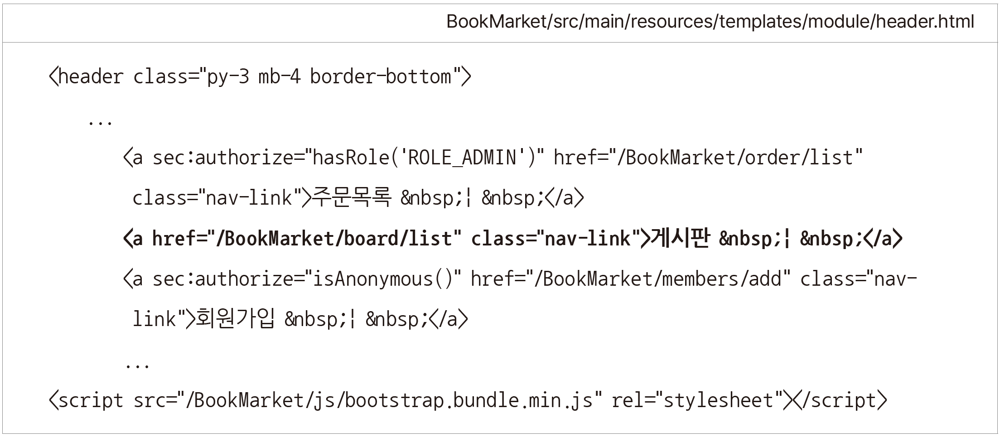 BookMarket/src/main/resources/templates/module/header.html
<header class="py-3 mb-4 border-bottom">
...
<a sec:authorize="hasRole('ROLE_ADMIN')" href="/BookMarket/order/list"
class="nav-link">주문목록 &nbsp;¦ &nbsp;</a>
<a href="/BookMarket/board/list" class="nav-link">게시판 &nbsp;¦ &nbsp;</a>
<a sec:authorize="isAnonymous()" href="/BookMarket/members/add" class="nav-
link">회원가입 &nbsp;¦ &nbsp;</a>
...
<script src="/BookMarket/js/bootstrap.bundle.min.js" rel="stylesheet"></script>